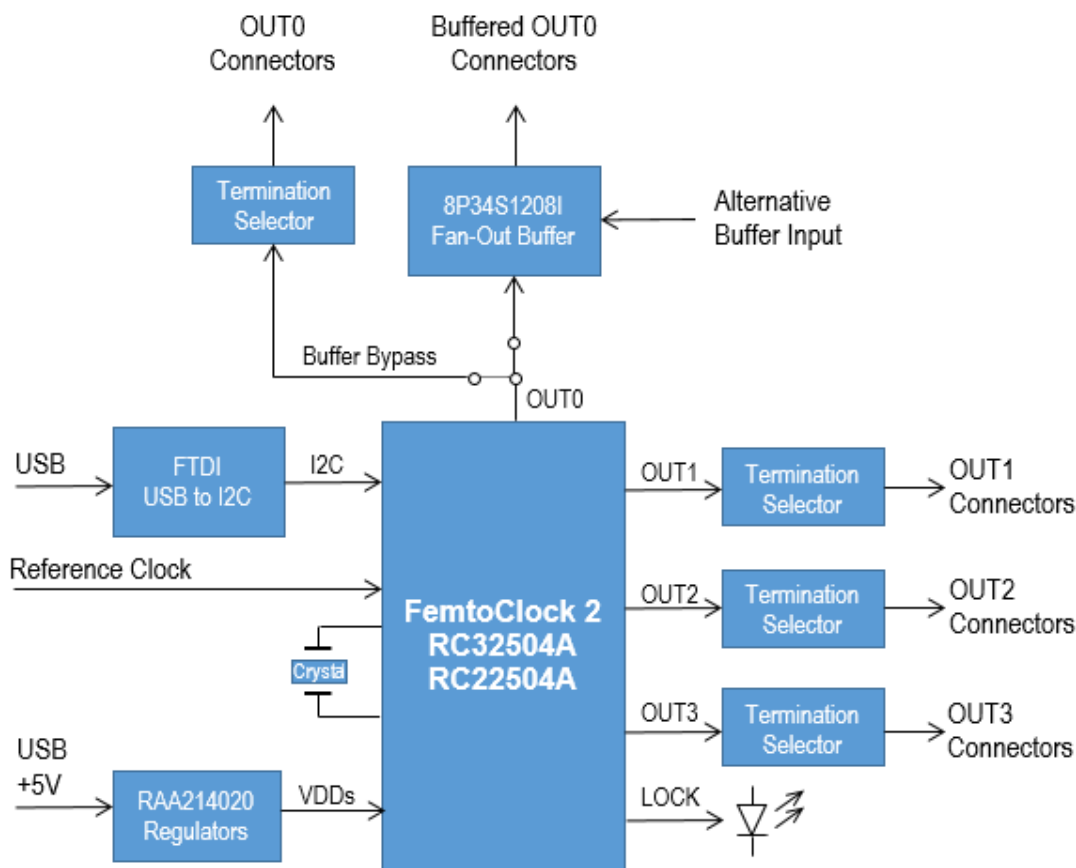 OUT0
Connectors
Buffered OUT0
Connectors
Termination
Selector
8P34S1208I
Fan-Out Buffer
Alternative
Buffer Input
Buffer Bypass
OUT0
USB
FTDI
USB to I2C
I2C
OUT1
Termination
Selector
OUT1
Connectors
Reference Clock
FemtoClock 2
RC32504A
RC22504A
OUT2
Termination
Selector
OUT2
Connectors
Crystal
OUT3
Termination
Selector
OUT3
Connectors
USB
+5V
RAA214020
Regulators
VDDs
LOCK